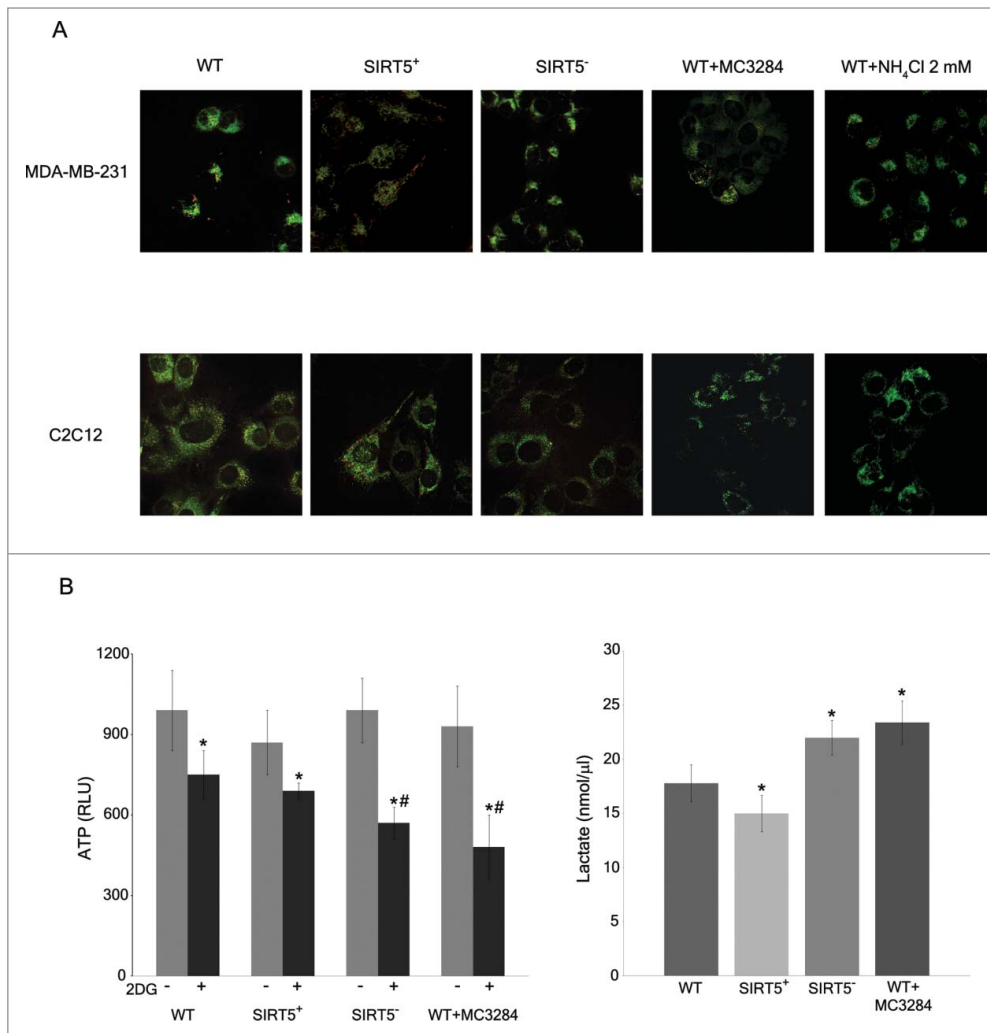 A
WT SIRT5⁺ SIRT5⁻ WT+MC3284 WT+NH₄Cl 2 mM
MDA-MB-231
C2C12
B
ATP (RLU)
1200
900
600
300
0
* * *# *#
2DG - + - + - + - +
WT SIRT5⁺ SIRT5⁻ WT+MC3284
Lactate (nmol/µl)
30
25
20
15
10
5
0
* * *
WT SIRT5⁺ SIRT5⁻ WT+
MC3284